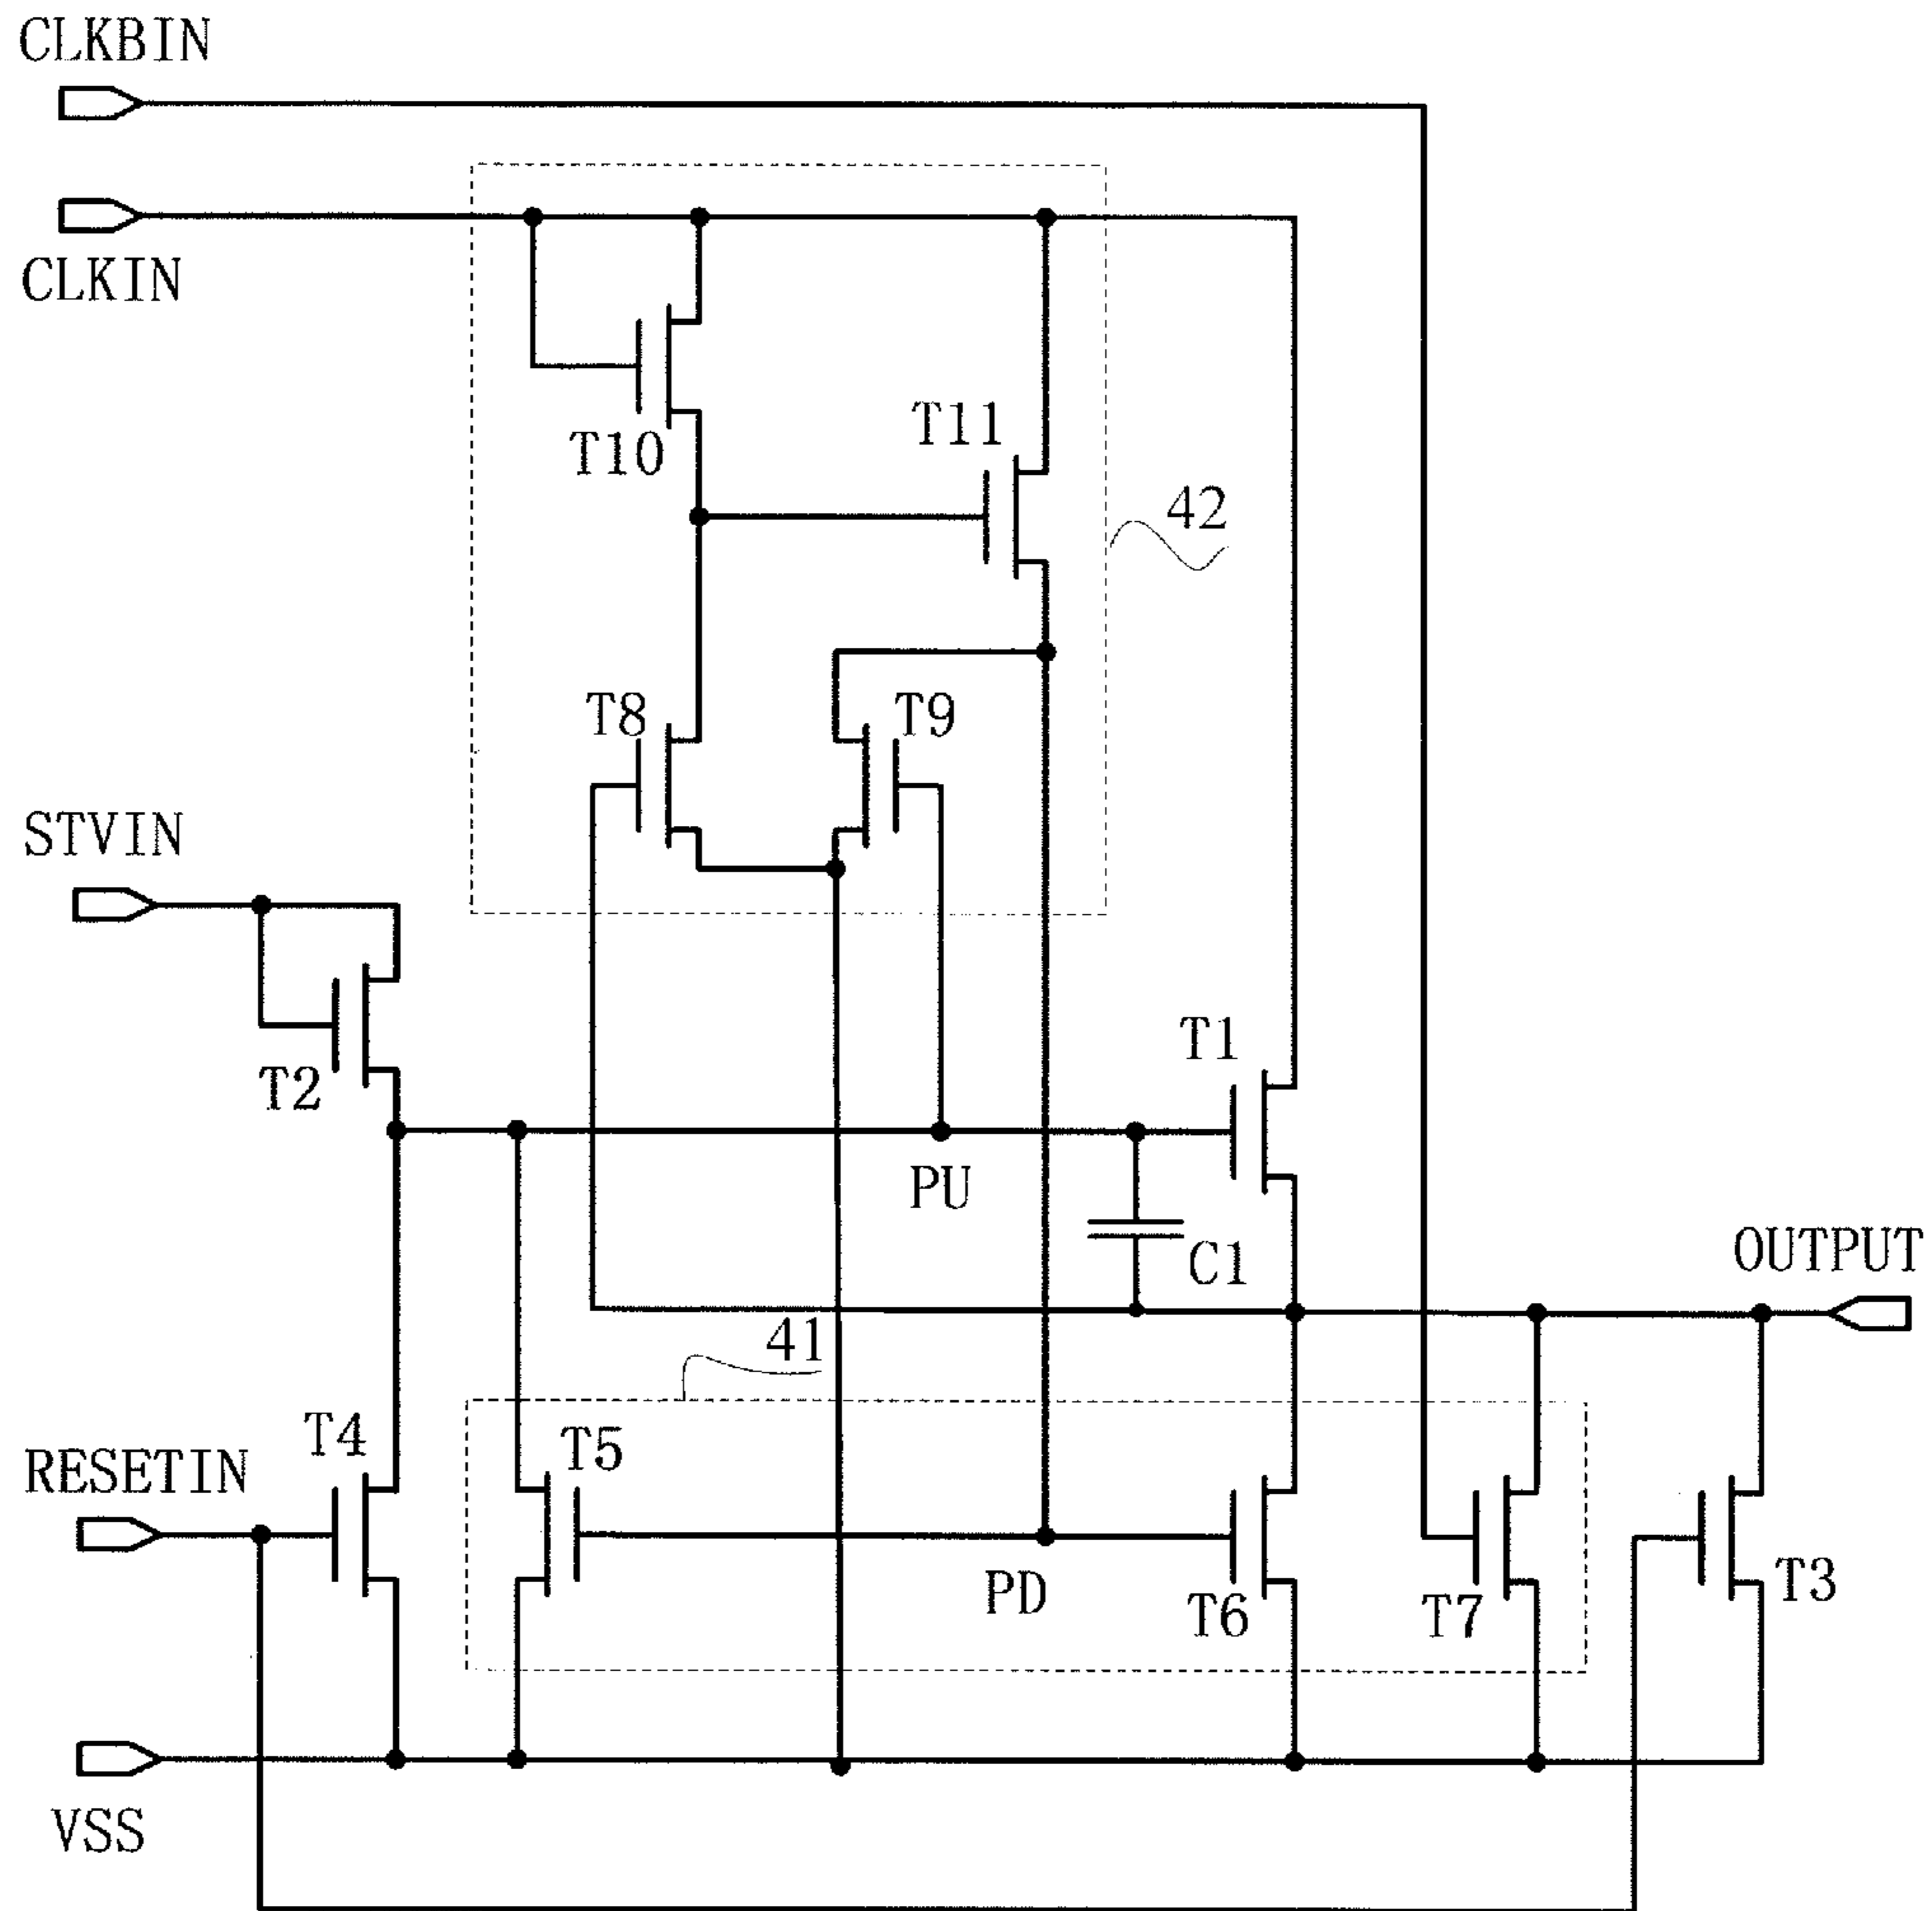 CLKBIN
CLKIN
T10
T11
42
T8
T9
STVIN
T2
T1
PU
C1
OUTPUT
41
T4
T5
RESETIN
PD
T6
T7
T3
VSS